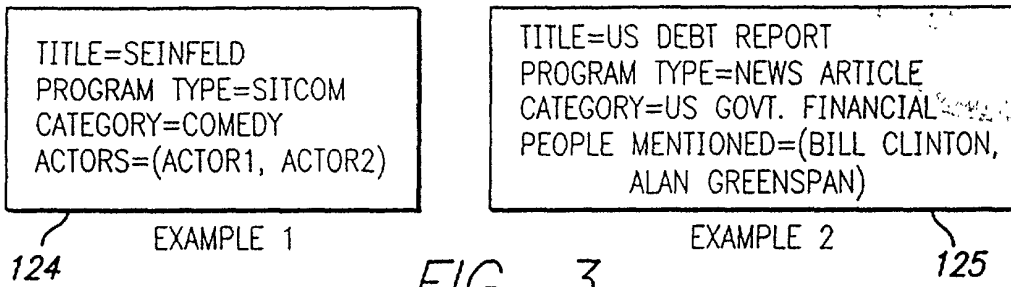 TITLE=SEINFELD
PROGRAM TYPE=SITCOM
CATEGORY=COMEDY
ACTORS=(ACTOR1, ACTOR2)
124
EXAMPLE 1
TITLE=US DEBT REPORT
PROGRAM TYPE=NEWS ARTICLE
CATEGORY=US GOVT. FINANCIAL
PEOPLE MENTIONED=(BILL CLINTON,
ALAN GREENSPAN)
EXAMPLE 2
125
FIG. 3